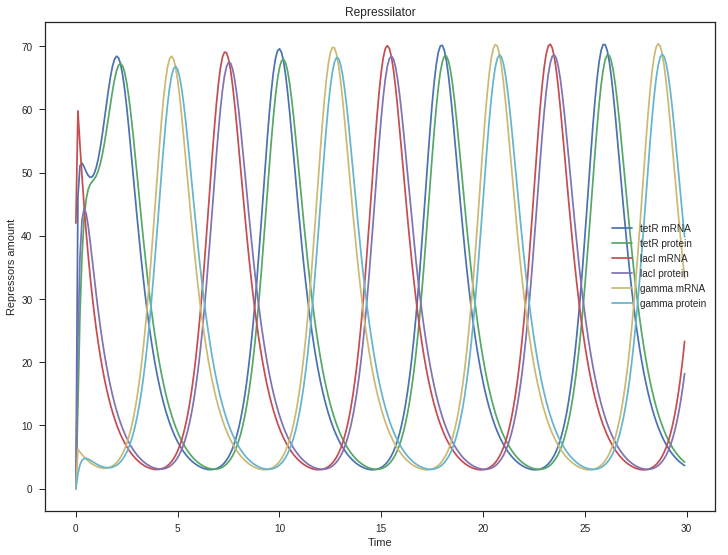 Repressilator
70
60
50
40
30
20
10
0
Repressors amount
tetR mRNA
tetR protein
lacI mRNA
lacI protein
gamma mRNA
gamma protein
0 5 10 15 20 25 30
Time